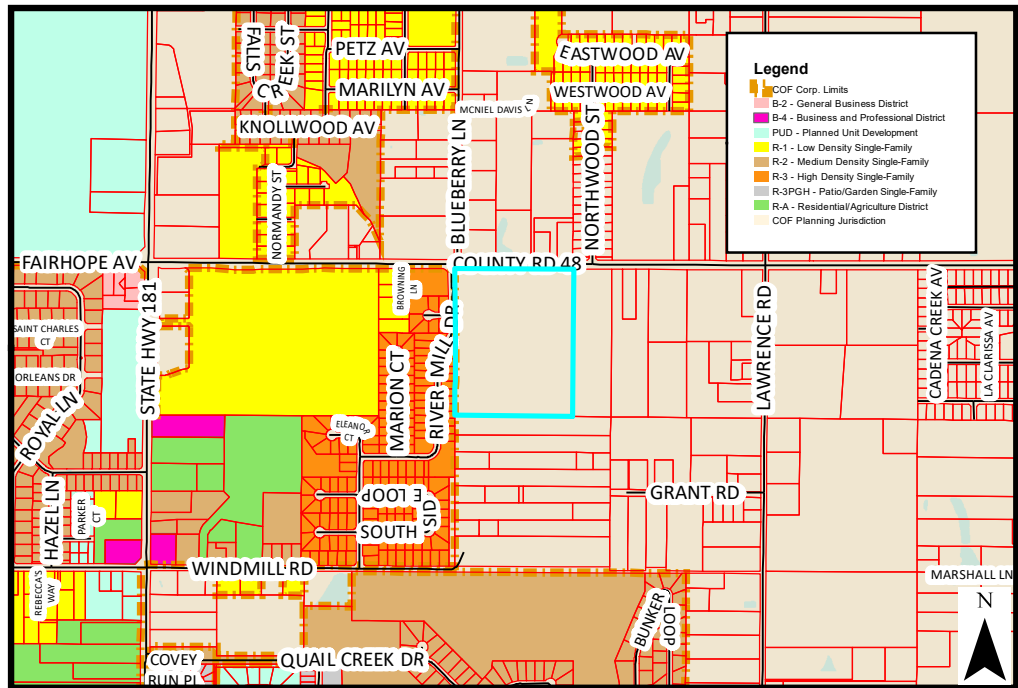 FALLS
CREEK ST
PETZ AV
MARILYN AV
KNOLLWOOD AV
NORMANDY ST
BLUEBERRY LN
MCNIEL DAVIS LN
EASTWOOD AV
WESTWOOD AV
NORTHWOOD ST
Legend
COF Corp. Limits
B-2 - General Business District
B-4 - Business and Professional District
PUD - Planned Unit Development
R-1 - Low Density Single-Family
R-2 - Medium Density Single-Family
R-3 - High Density Single-Family
R-3PGH - Patio/Garden Single-Family
R-A - Residential/Agriculture District
COF Planning Jurisdiction
FAIRHOPE AV
COUNTY RD 48
STATE HWY 181
BROWNING
LN
RIVER MILL DR
MARION CT
LAWRENCE RD
CADENA CREEK AV
LA CLARISSA AV
SAINT CHARLES
CT
ORLEANS DR
ROYAL LN
ELEANOR
CT
HAZEL LN
PARKER
CT
SOUTH
SIDE LOOP
GRANT RD
WINDMILL RD
REBECCA'S
WAY
MARSHALL LN
BUNKER
LOOP
COVEY
RUN PL
QUAIL CREEK DR
N